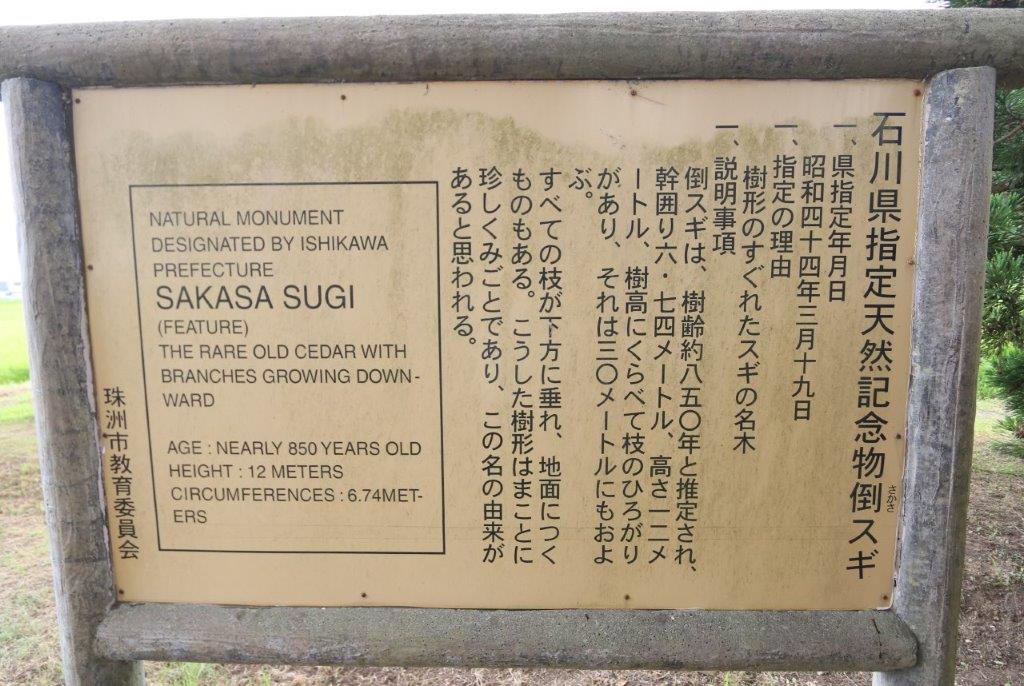 石川県指定天然記念物倒スギ
さかさ
一、県指定年月日
昭和四十四年三月十九日
一、指定の理由
樹形のすぐれたスギの名木
一、説明事項
倒スギは、樹齢約八五〇年と推定され、
幹囲り六・七四メートル、高さ一二メ
ートル、樹高にくらべて枝のひろがり
があり、それは三〇メートルにもおよ
ぶ。
すべての枝が下方に垂れ、地面につく
ものもある。こうした樹形はまことに
珍しくみごとであり、この名の由来が
あると思われる。
NATURAL MONUMENT
DESIGNATED BY ISHIKAWA
PREFECTURE
SAKASA SUGI
(FEATURE)
THE RARE OLD CEDAR WITH
BRANCHES GROWING DOWN-
WARD
AGE : NEARLY 850 YEARS OLD
HEIGHT : 12 METERS
CIRCUMFERENCES : 6.74MET-
ERS
珠洲市教育委員会